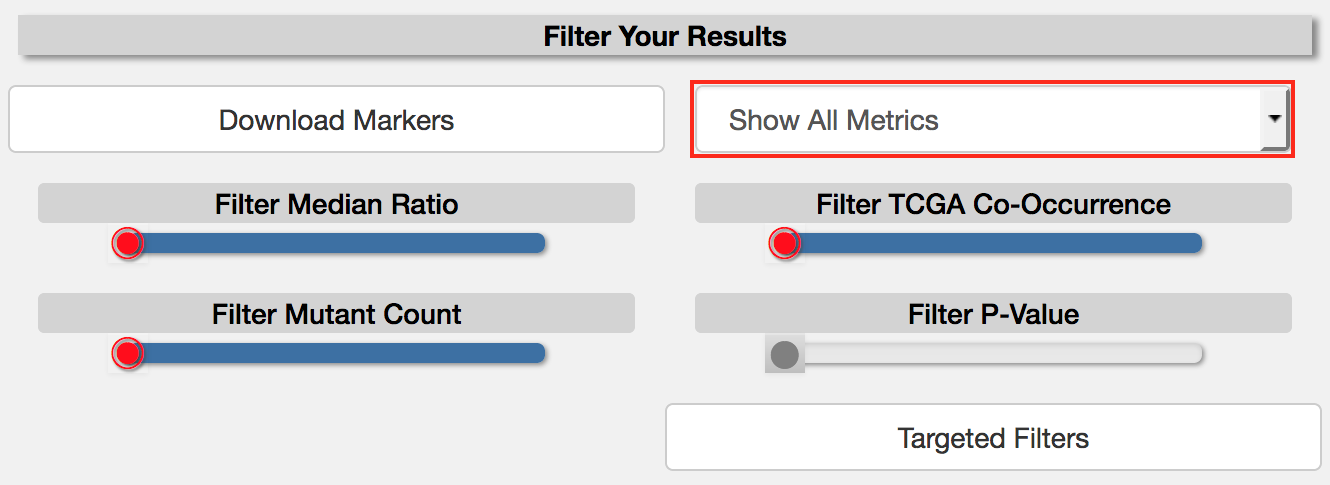 Filter Your Results
Download Markers
Show All Metrics
Filter Median Ratio
Filter TCGA Co-Occurrence
Filter Mutant Count
Filter P-Value
Targeted Filters